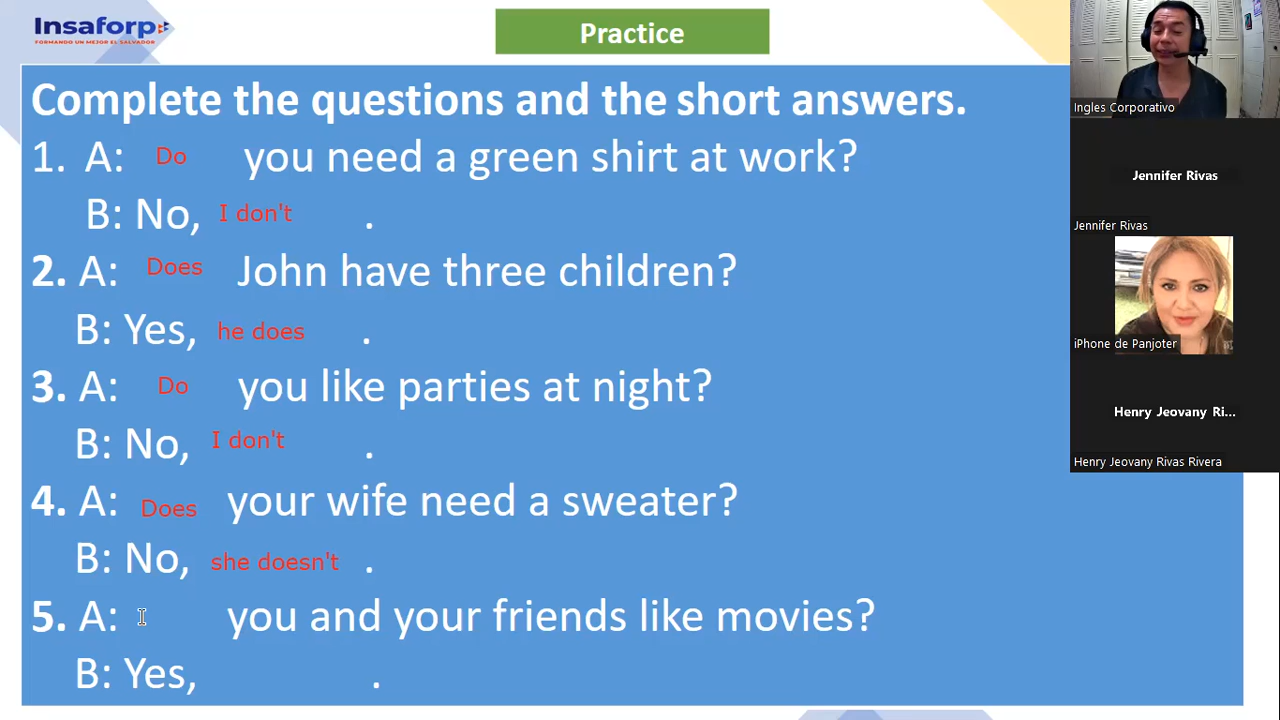 Insaforp
FORMANDO UN MEJOR EL SALVADOR
Practice
Complete the questions and the short answers.
1. A: Do you need a green shirt at work?
B: No, I don't .
2. A: Does John have three children?
B: Yes, he does .
3. A: Do you like parties at night?
B: No, I don't .
4. A: Does your wife need a sweater?
B: No, she doesn't .
5. A: you and your friends like movies?
B: Yes, .
Ingles Corporativo
Jennifer Rivas
Jennifer Rivas
iPhone de Panjoter
Henry Jeovany Ri...
Henry Jeovany Rivas Rivera